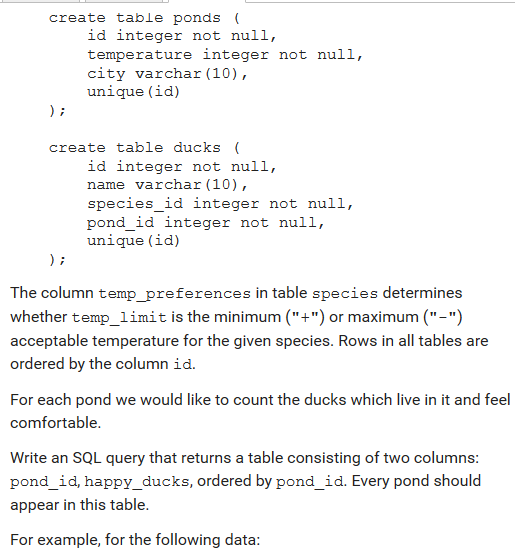 create table ponds (
id integer not null,
temperature integer not null,
city varchar(10),
unique(id)
);
create table ducks (
id integer not null,
name varchar(10),
species_id integer not null,
pond_id integer not null,
unique(id)
);
The column temp_preferences in table species determines
whether temp_limit is the minimum ("+") or maximum ("-")
acceptable temperature for the given species. Rows in all tables are
ordered by the column id.
For each pond we would like to count the ducks which live in it and feel
comfortable.
Write an SQL query that returns a table consisting of two columns:
pond_id, happy_ducks, ordered by pond_id. Every pond should
appear in this table.
For example, for the following data: